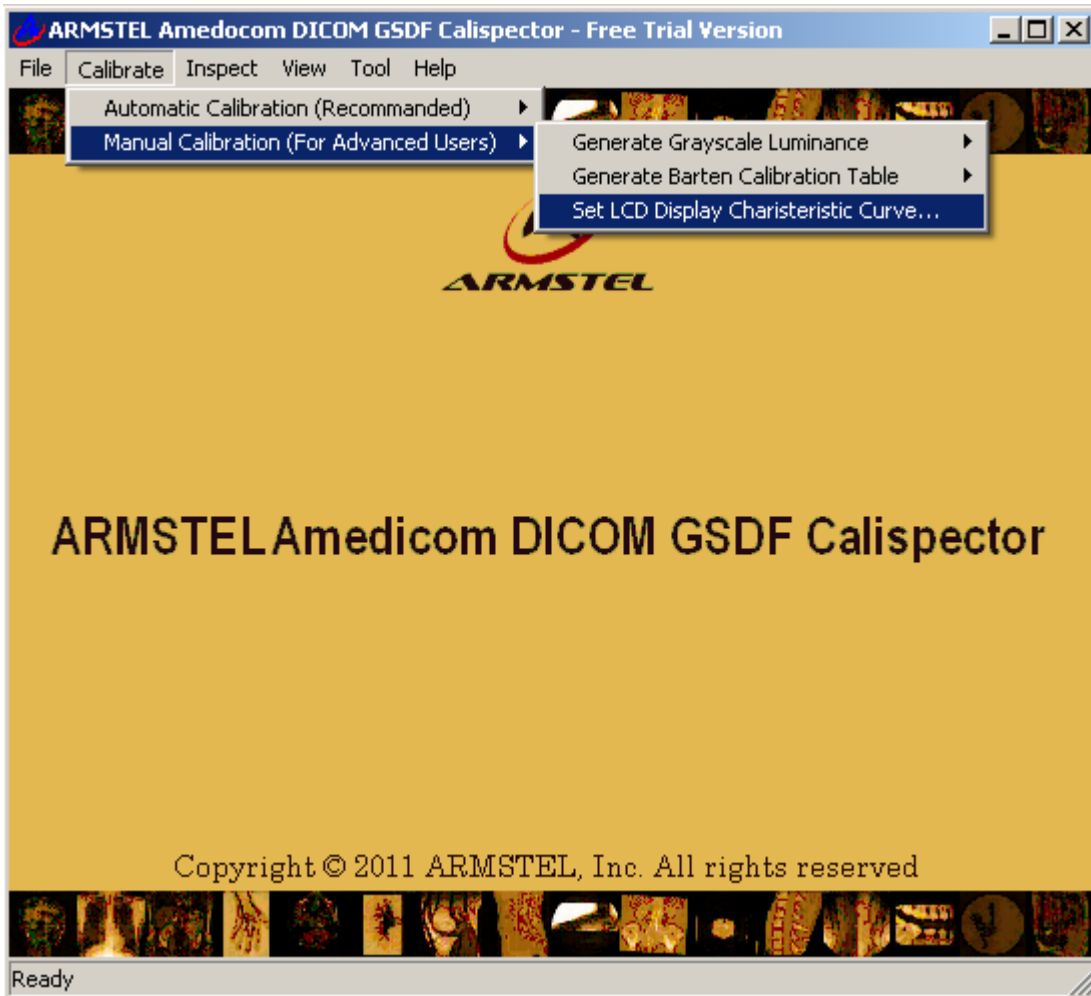 ARMSTEL Amedocom DICOM GSDF Calispector - Free Trial Version
File Calibrate Inspect View Tool Help
Automatic Calibration (Recommanded)
Manual Calibration (For Advanced Users)
Generate Grayscale Luminance
Generate Barten Calibration Table
Set LCD Display Charisteristic Curve...
ARMSTEL
ARMSTEL Amedicom DICOM GSDF Calispector
Copyright © 2011 ARMSTEL, Inc. All rights reserved
Ready